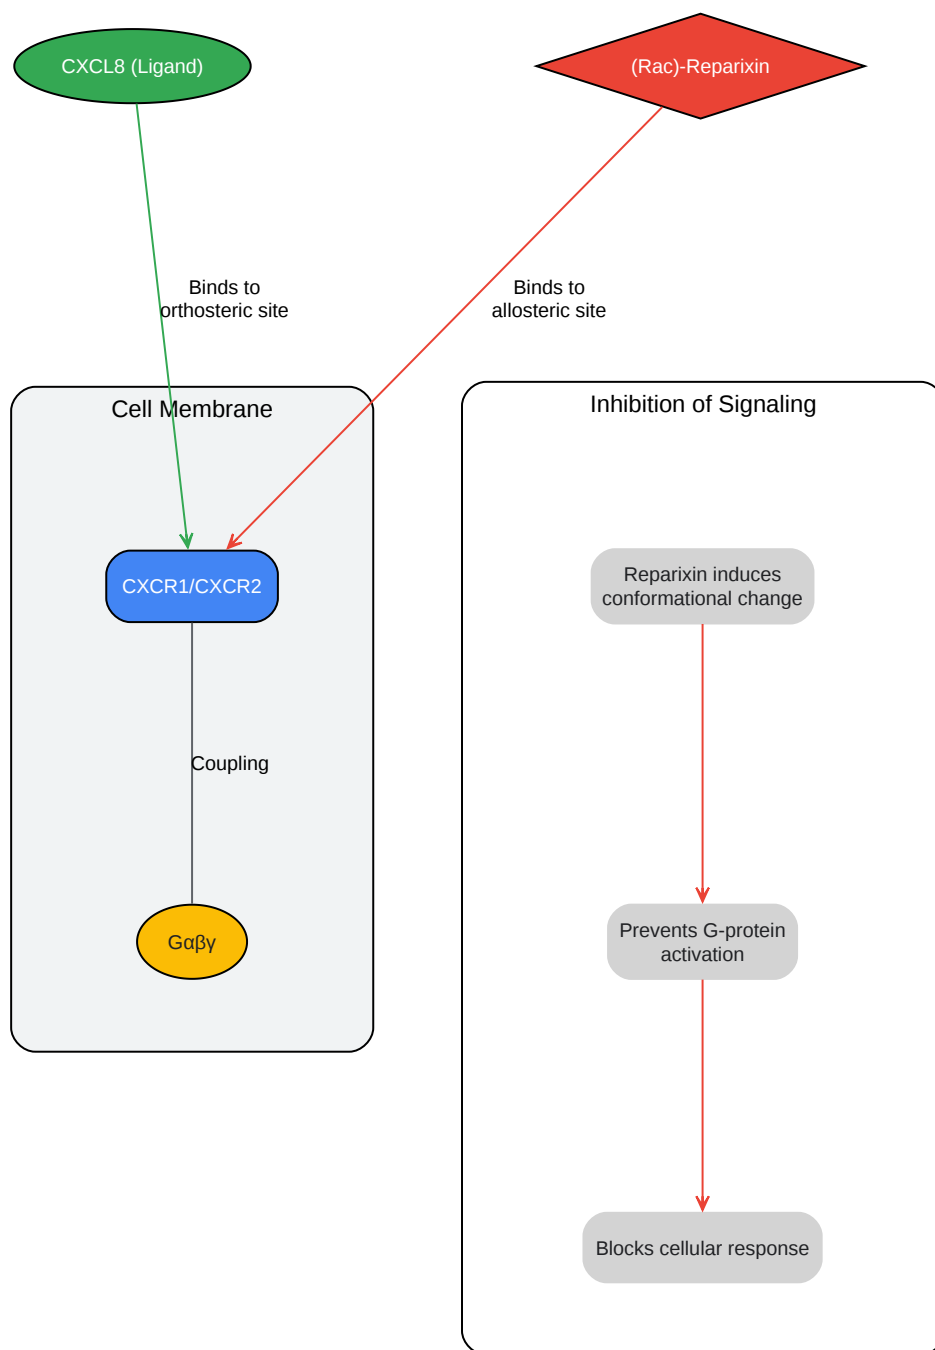 CXCL8 (Ligand)
(Rac)-Reparixin
Binds to
orthosteric site
Binds to
allosteric site
Cell Membrane
CXCR1/CXCR2
Coupling
Gαβγ
Inhibition of Signaling
Reparixin induces
conformational change
Prevents G-protein
activation
Blocks cellular response